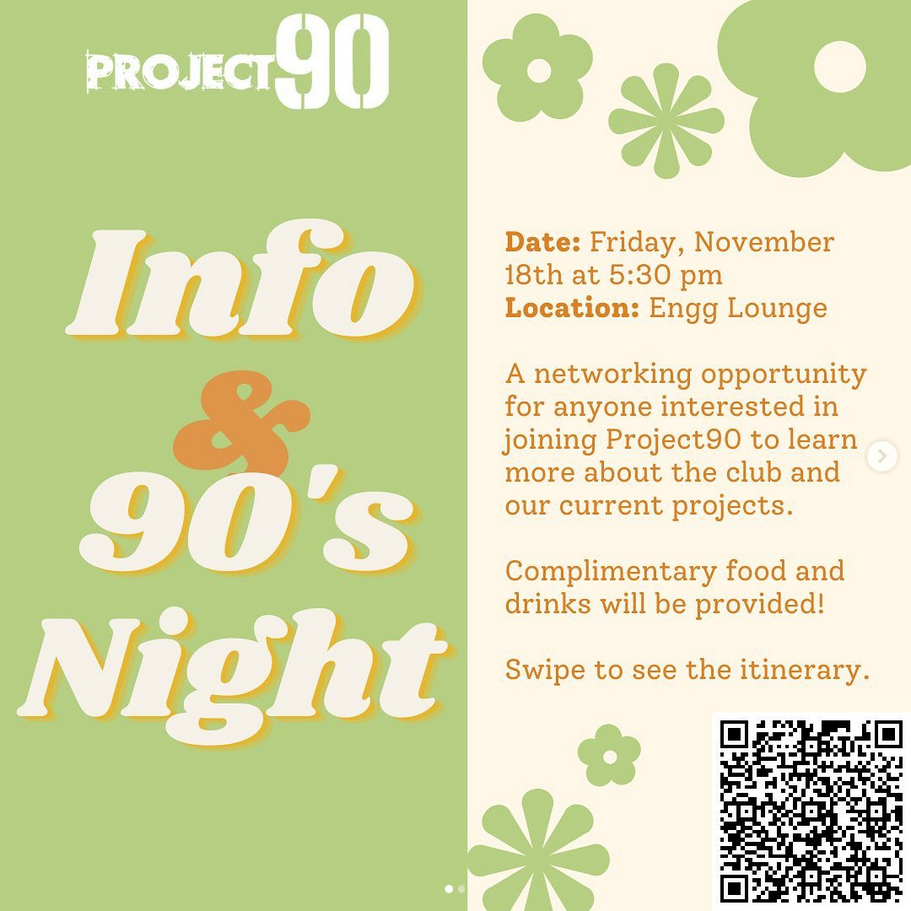 PROJECT90
Info
&
90's
Night
Date: Friday, November
18th at 5:30 pm
Location: Engg Lounge
A networking opportunity
for anyone interested in
joining Project90 to learn
more about the club and
our current projects.
Complimentary food and
drinks will be provided!
Swipe to see the itinerary.